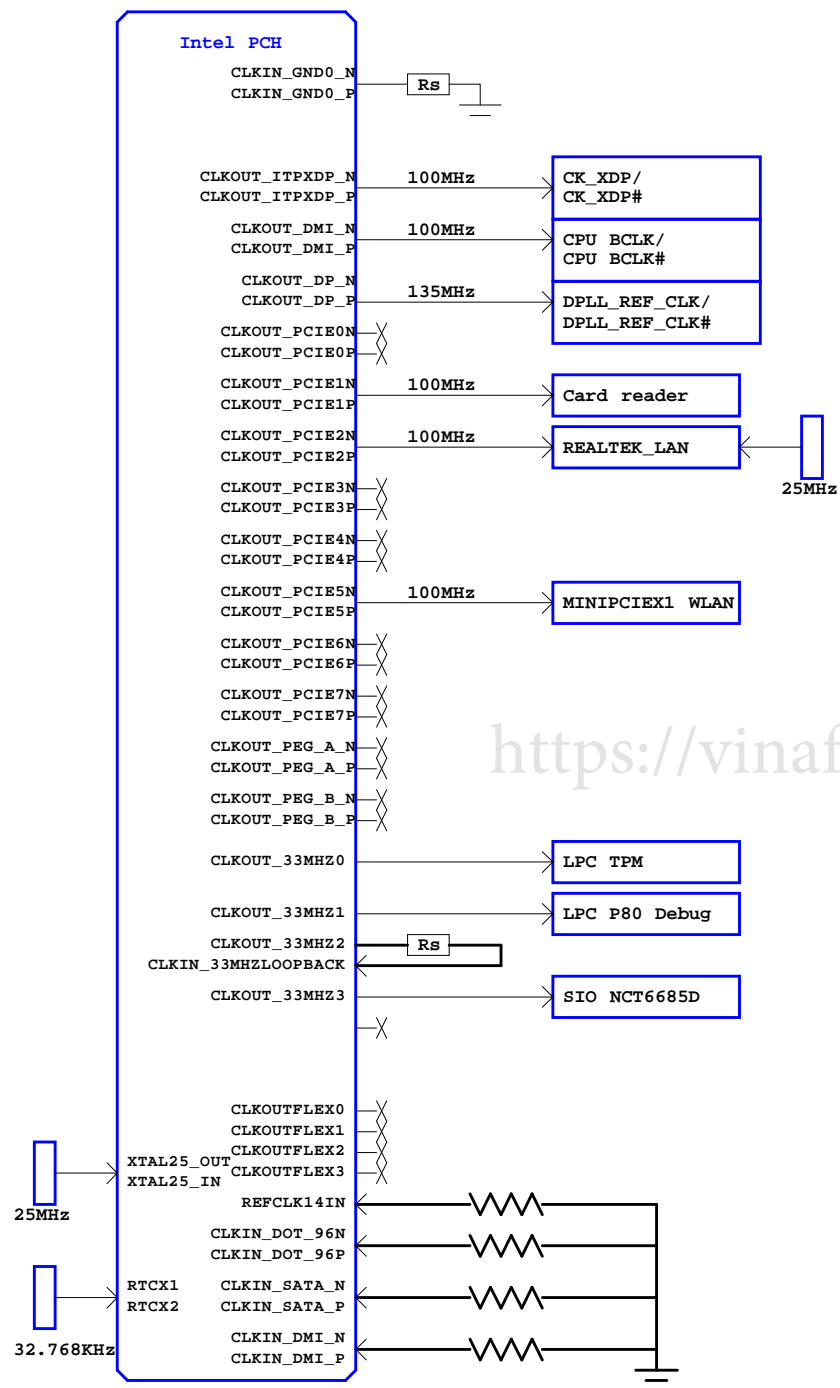 Intel PCH
CLKIN_GND0_N
CLKIN_GND0_P
Rs
CLKOUT_ITPXDP_N
CLKOUT_ITPXDP_P
100MHz
CK_XDP/
CK_XDP#
CLKOUT_DMI_N
CLKOUT_DMI_P
100MHz
CPU BCLK/
CPU BCLK#
CLKOUT_DP_N
CLKOUT_DP_P
135MHz
DPLL_REF_CLK/
DPLL_REF_CLK#
CLKOUT_PCIE0N
CLKOUT_PCIE0P
CLKOUT_PCIE1N
CLKOUT_PCIE1P
100MHz
Card reader
CLKOUT_PCIE2N
CLKOUT_PCIE2P
100MHz
REALTEK_LAN
25MHz
CLKOUT_PCIE3N
CLKOUT_PCIE3P
CLKOUT_PCIE4N
CLKOUT_PCIE4P
CLKOUT_PCIE5N
CLKOUT_PCIE5P
100MHz
MINIPCIEX1 WLAN
CLKOUT_PCIE6N
CLKOUT_PCIE6P
CLKOUT_PCIE7N
CLKOUT_PCIE7P
CLKOUT_PEG_A_N
CLKOUT_PEG_A_P
https://vinaf
CLKOUT_PEG_B_N
CLKOUT_PEG_B_P
CLKOUT_33MHZ0
LPC TPM
CLKOUT_33MHZ1
LPC P80 Debug
CLKOUT_33MHZ2
Rs
CLKIN_33MHZLOOPBACK
CLKOUT_33MHZ3
SIO NCT6685D
CLKOUTFLEX0
CLKOUTFLEX1
CLKOUTFLEX2
CLKOUTFLEX3
XTAL25_OUT
XTAL25_IN
25MHz
REFCLK14IN
CLKIN_DOT_96N
CLKIN_DOT_96P
RTCX1
RTCX2
32.768KHz
CLKIN_SATA_N
CLKIN_SATA_P
CLKIN_DMI_N
CLKIN_DMI_P